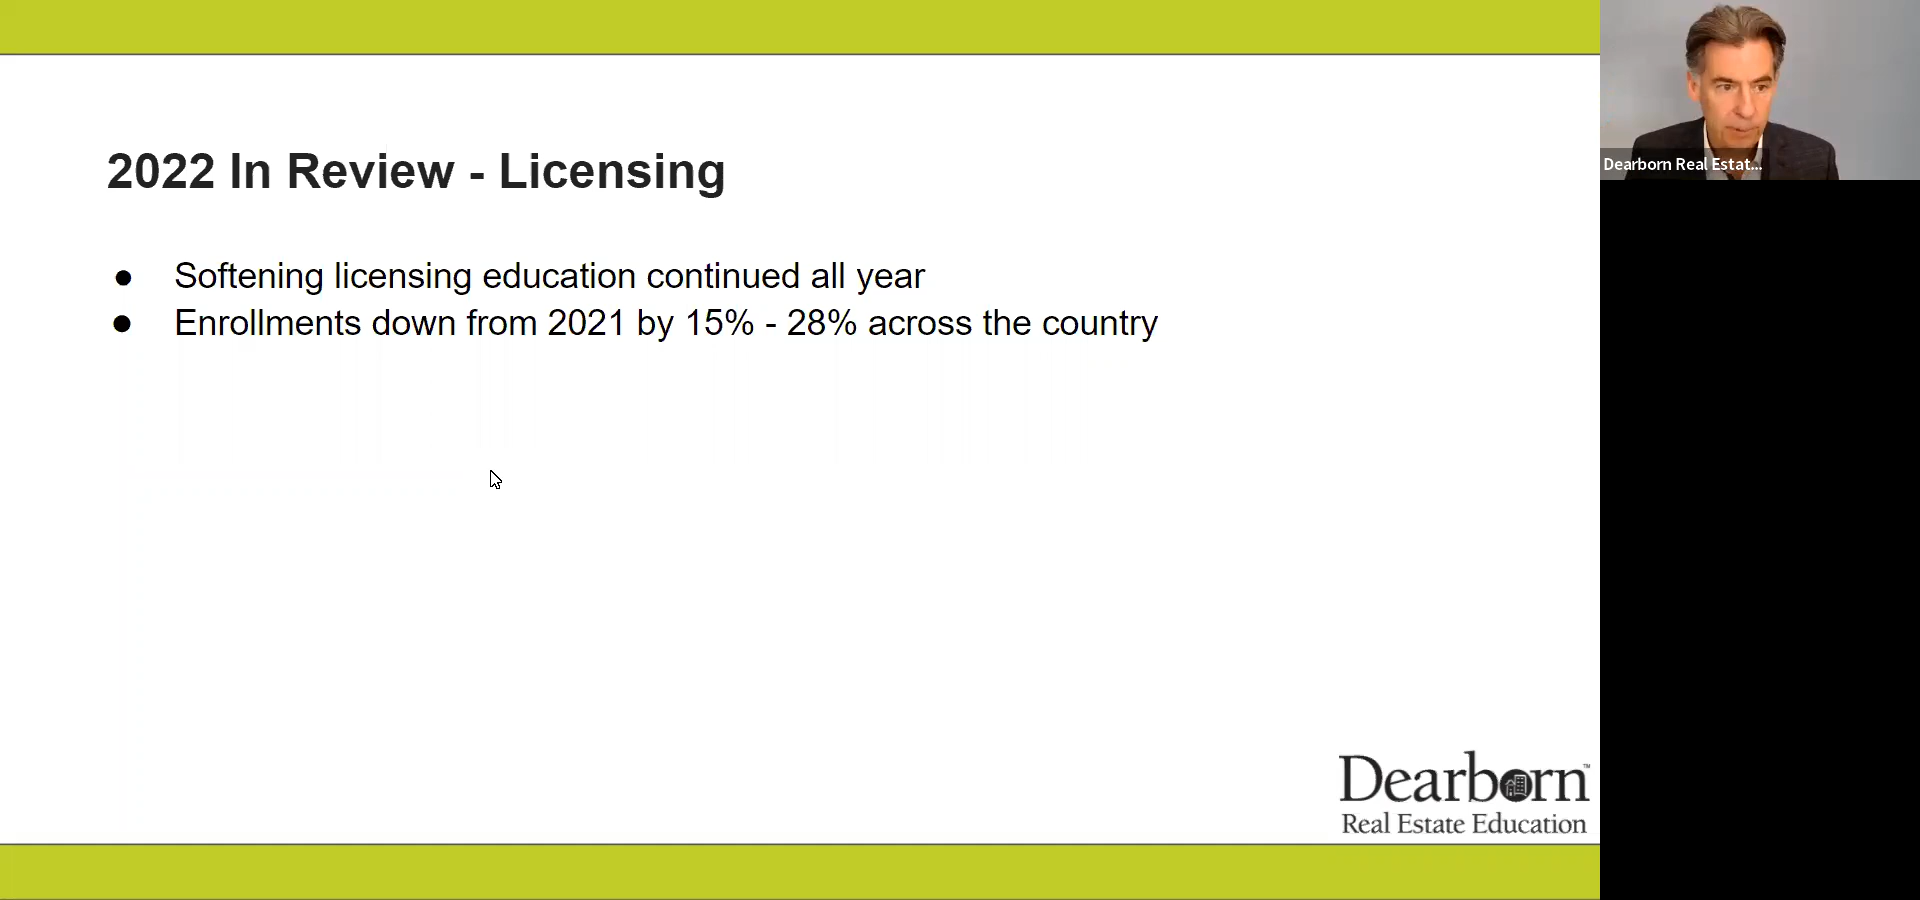 2022 In Review - Licensing
● Softening licensing education continued all year
● Enrollments down from 2021 by 15% - 28% across the country
Dearborn™
Real Estate Education
Dearborn Real Estat...